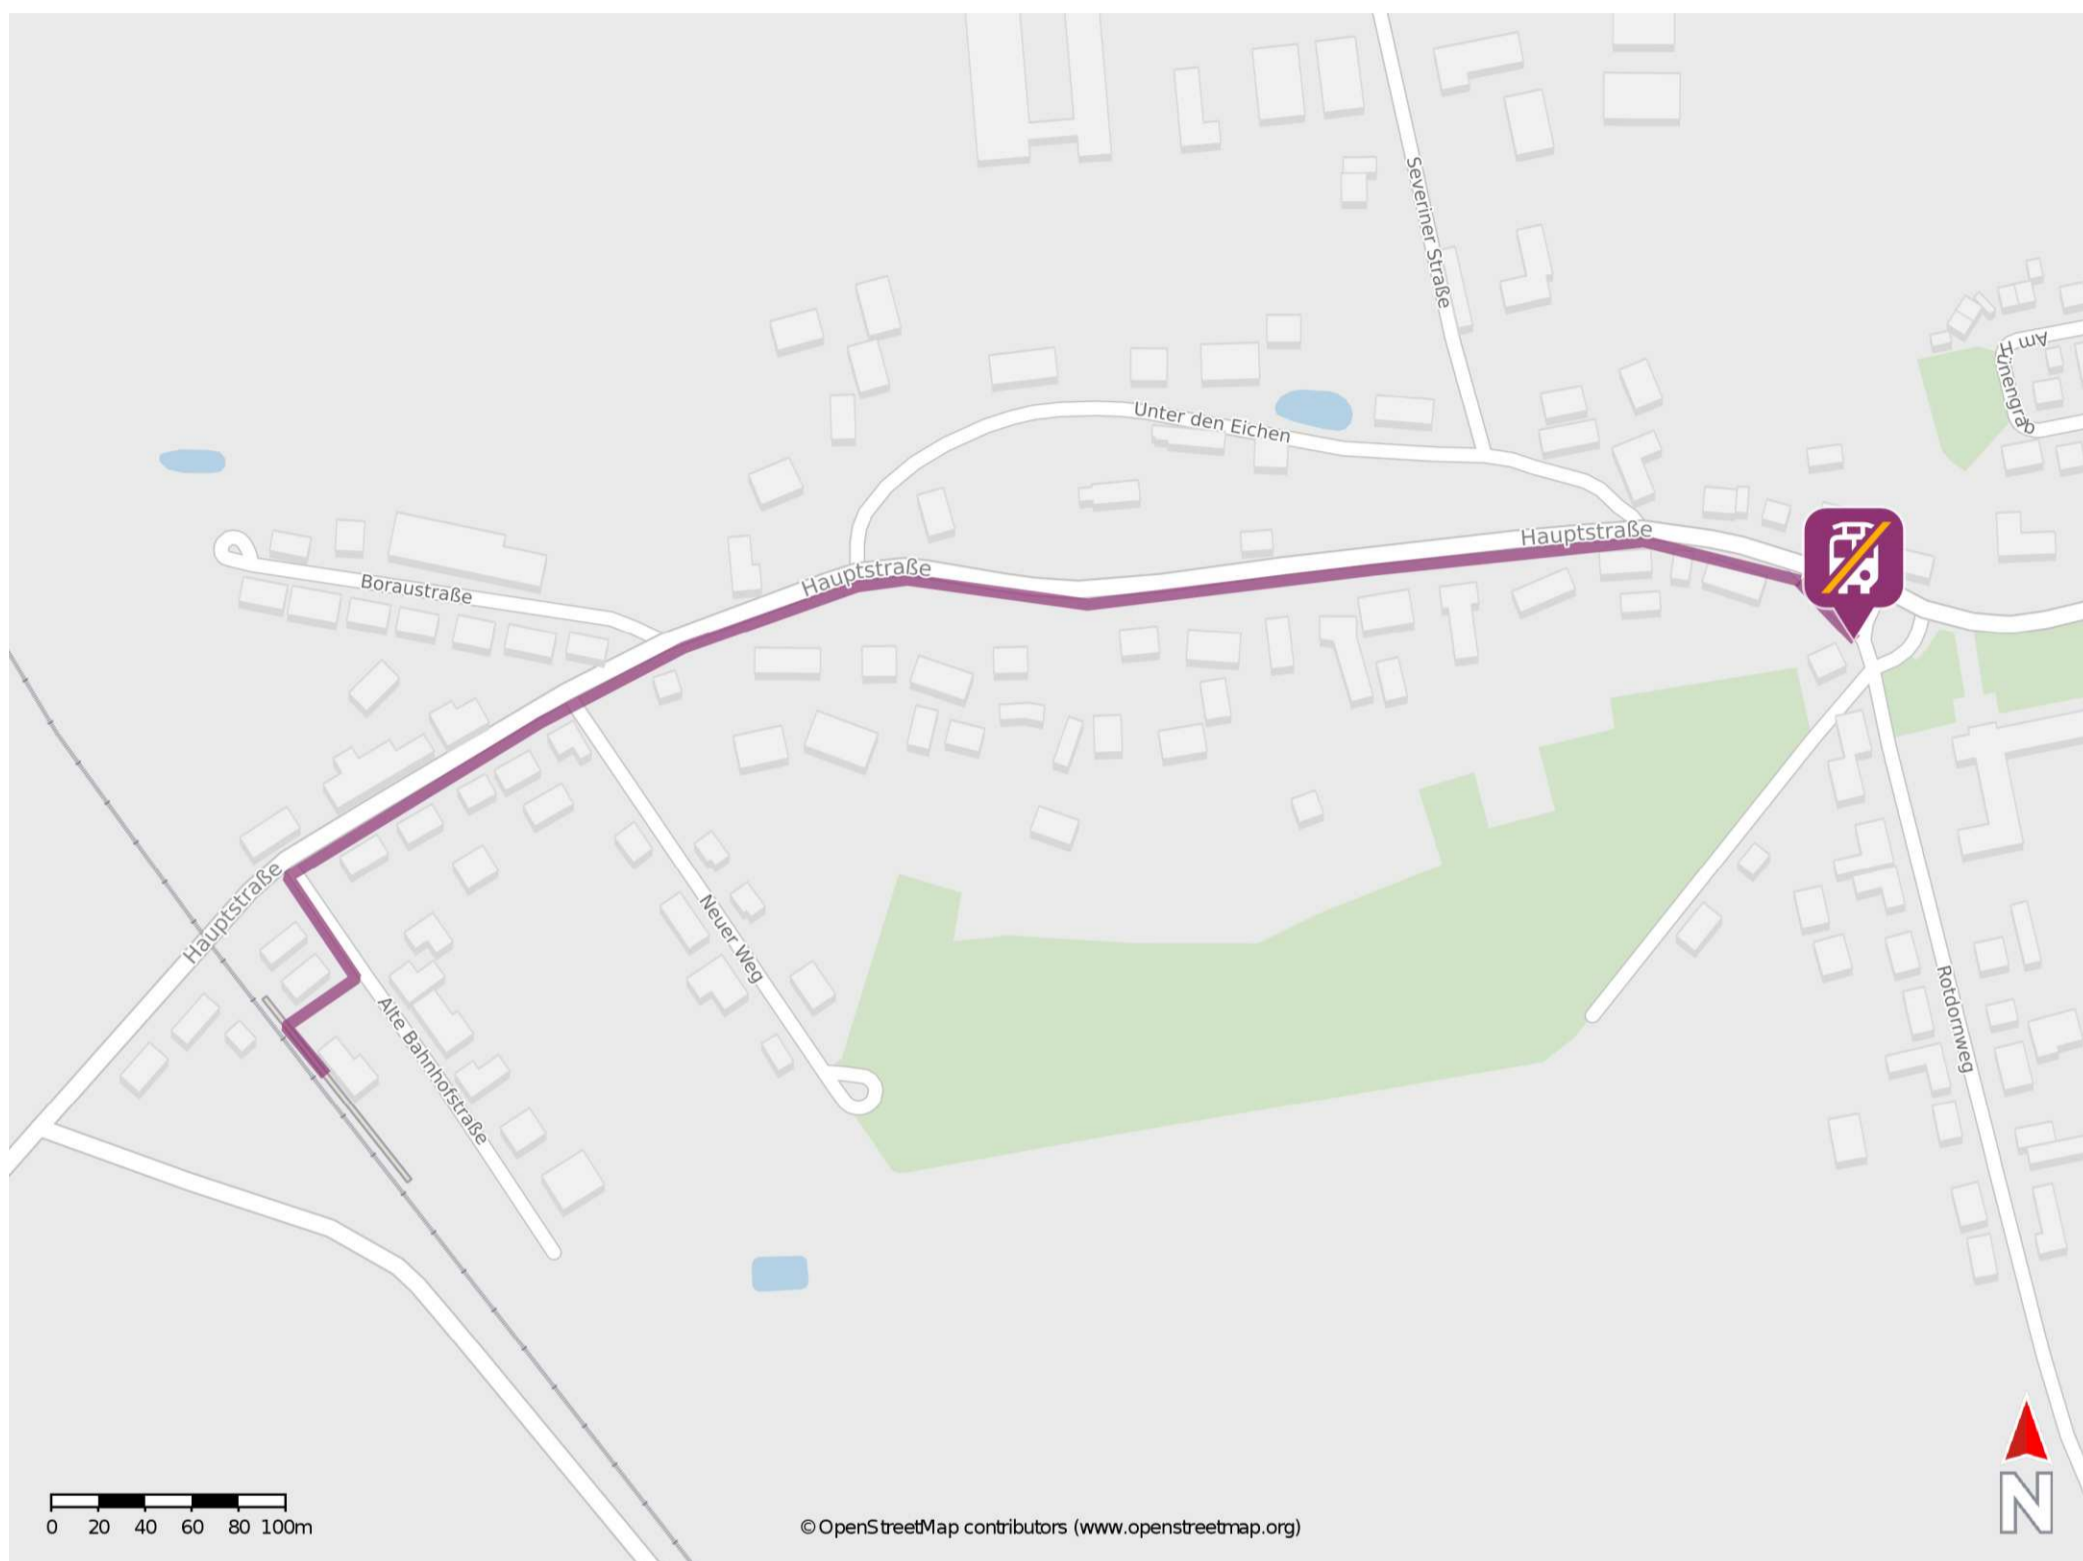 Severiner Straße
Am Hünengrab
Unter den Eichen
Hauptstraße
Hauptstraße
Boraustraße
Hauptstraße
Neuer Weg
Alte Bahnhofstraße
Rotdornweg
N
0 20 40 60 80 100m
© OpenStreetMap contributors (www.openstreetmap.org)